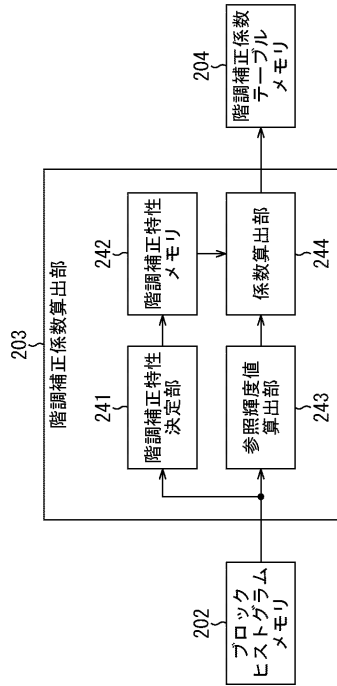 203
階調補正係数算出部
202
ブロック
ヒストグラム
メモリ
241
階調補正特性
決定部
242
階調補正特性
メモリ
243
参照輝度値
算出部
244
係数算出部
204
階調補正係数
テーブル
メモリ